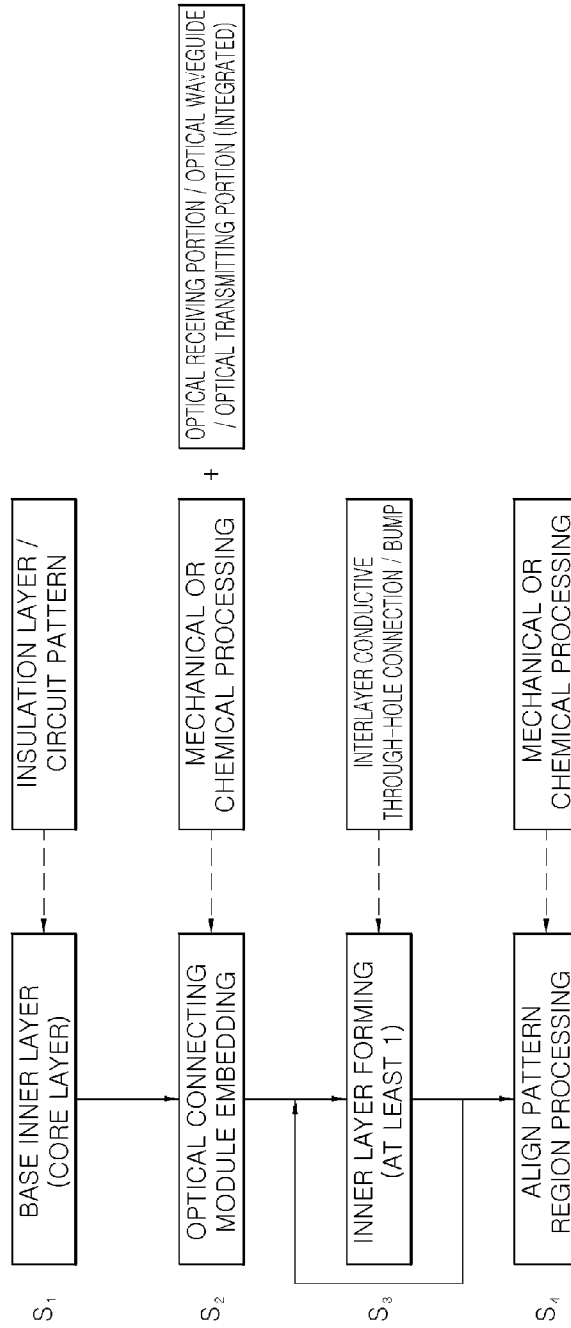 S1
BASE INNER LAYER
(CORE LAYER)
INSULATION LAYER /
CIRCUIT PATTERN
S2
OPTICAL CONNECTING
MODULE EMBEDDING
MECHANICAL OR
CHEMICAL PROCESSING
+
OPTICAL RECEIVING PORTION / OPTICAL WAVEGUIDE
/ OPTICAL TRANSMITTING PORTION (INTEGRATED)
S3
INNER LAYER FORMING
(AT LEAST 1)
INTERLAYER CONDUCTIVE
THROUGH-HOLE CONNECTION / BUMP
S4
ALIGN PATTERN
REGION PROCESSING
MECHANICAL OR
CHEMICAL PROCESSING